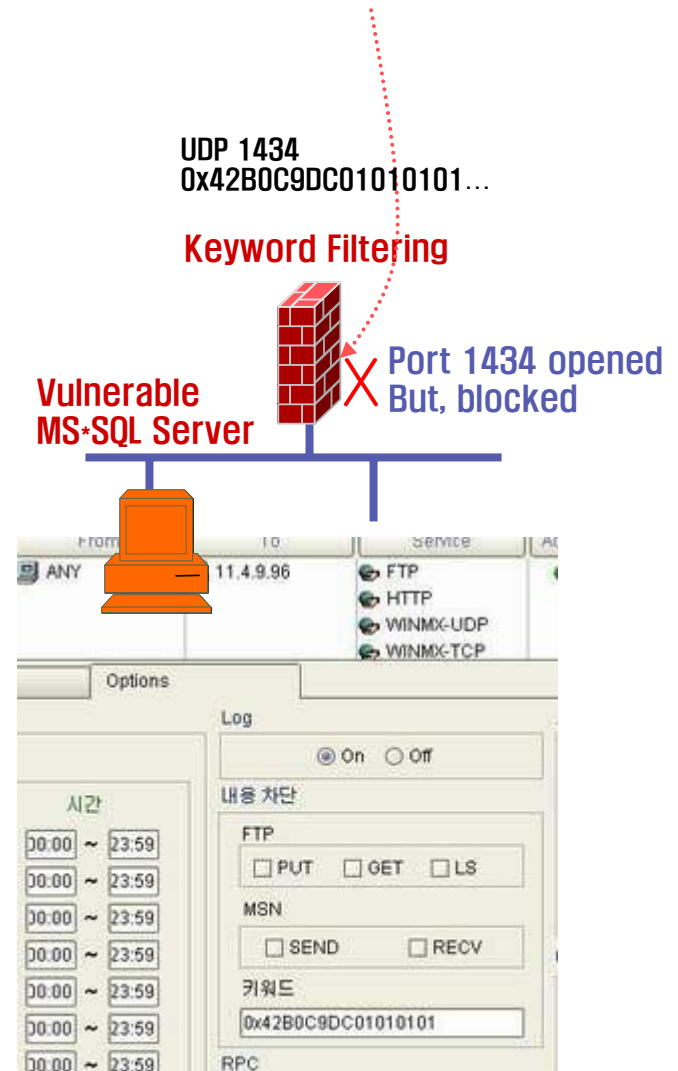 UDP 1434
0x42B0C9DC01010101...
Keyword Filtering
Port 1434 opened
But, blocked
Vulnerable
MS*SQL Server
From To Service
ANY 11.4.9.96 FTP
HTTP
WINMX-UDP
WINMX-TCP
Options
Log
On Off
시간
내용 차단
00:00 ~ 23:59
FTP
PUT GET LS
00:00 ~ 23:59
00:00 ~ 23:59
MSN
00:00 ~ 23:59
SEND RECV
00:00 ~ 23:59
키워드
00:00 ~ 23:59
0x42B0C9DC01010101
00:00 ~ 23:59
RPC